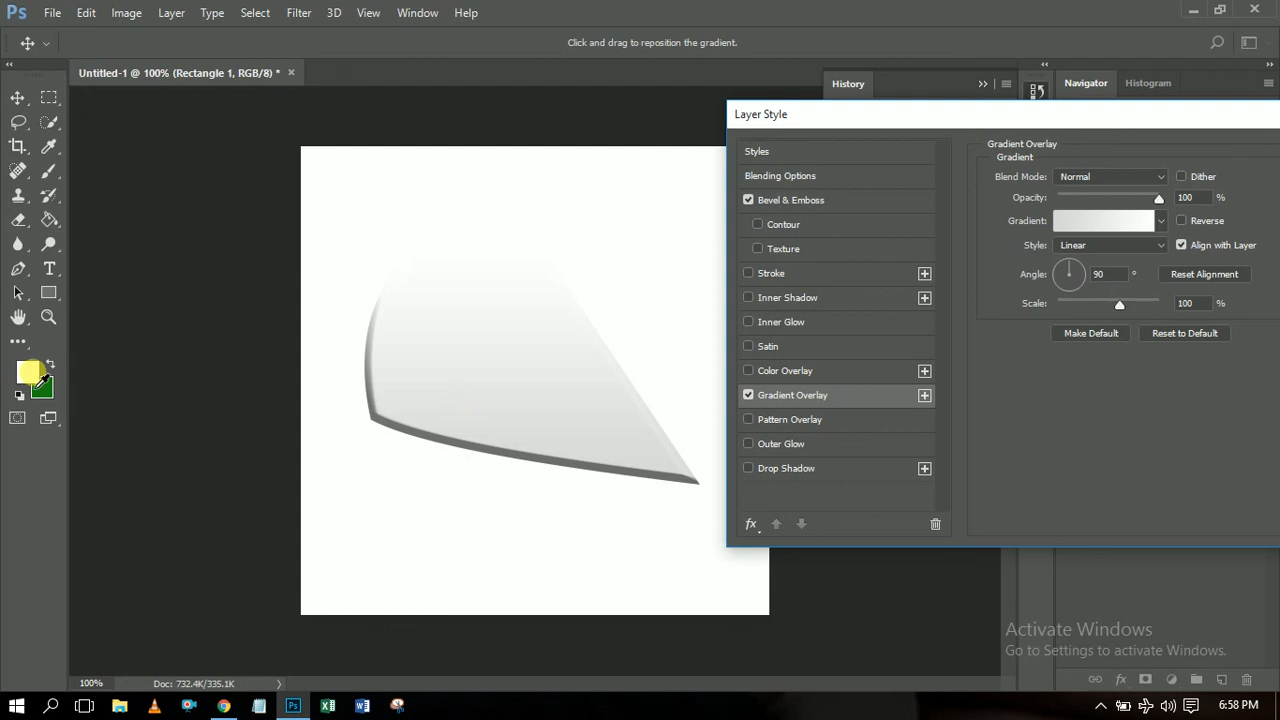 Ps File Edit Image Layer Type Select Filter 3D View Window Help
Click and drag to reposition the gradient.
Untitled-1 @ 100% (Rectangle 1, RGB/8) *
History
Navigator Histogram
Layer Style
Styles
Blending Options
Bevel & Emboss
Contour
Texture
Stroke
Inner Shadow
Inner Glow
Satin
Color Overlay
Gradient Overlay
Pattern Overlay
Outer Glow
Drop Shadow
fx
Gradient Overlay
Gradient
Blend Mode: Normal Dither
Opacity: 100 %
Gradient: Reverse
Style: Linear Align with Layer
Angle: 90 ° Reset Alignment
Scale: 100 %
Make Default Reset to Default
Activate Windows
Go to Settings to activate Windows.
100% Doc: 732.4K/335.1K
fx
Ps
6:58 PM